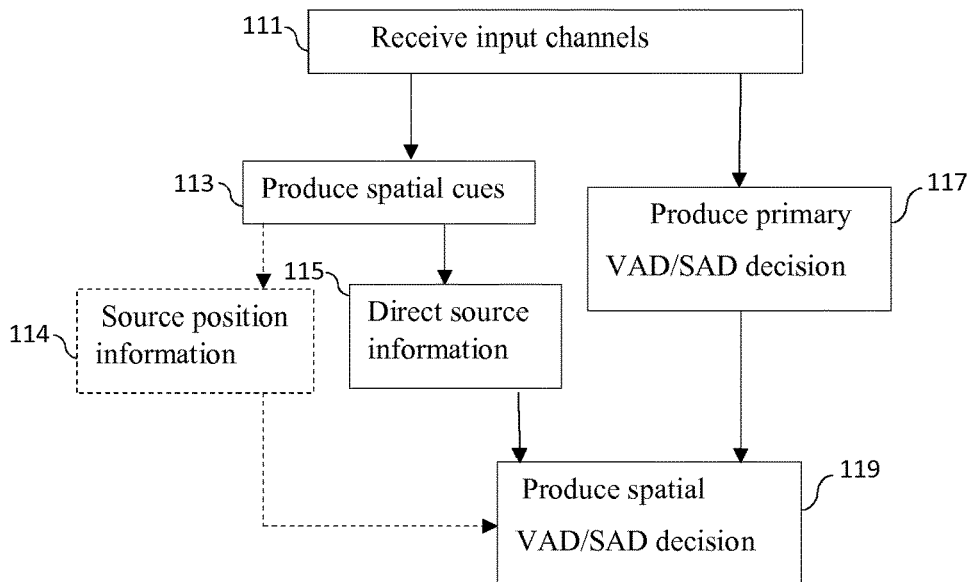 111
Receive input channels
113
Produce spatial cues
117
Produce primary
VAD/SAD decision
115
Direct source
information
114
Source position
information
119
Produce spatial
VAD/SAD decision